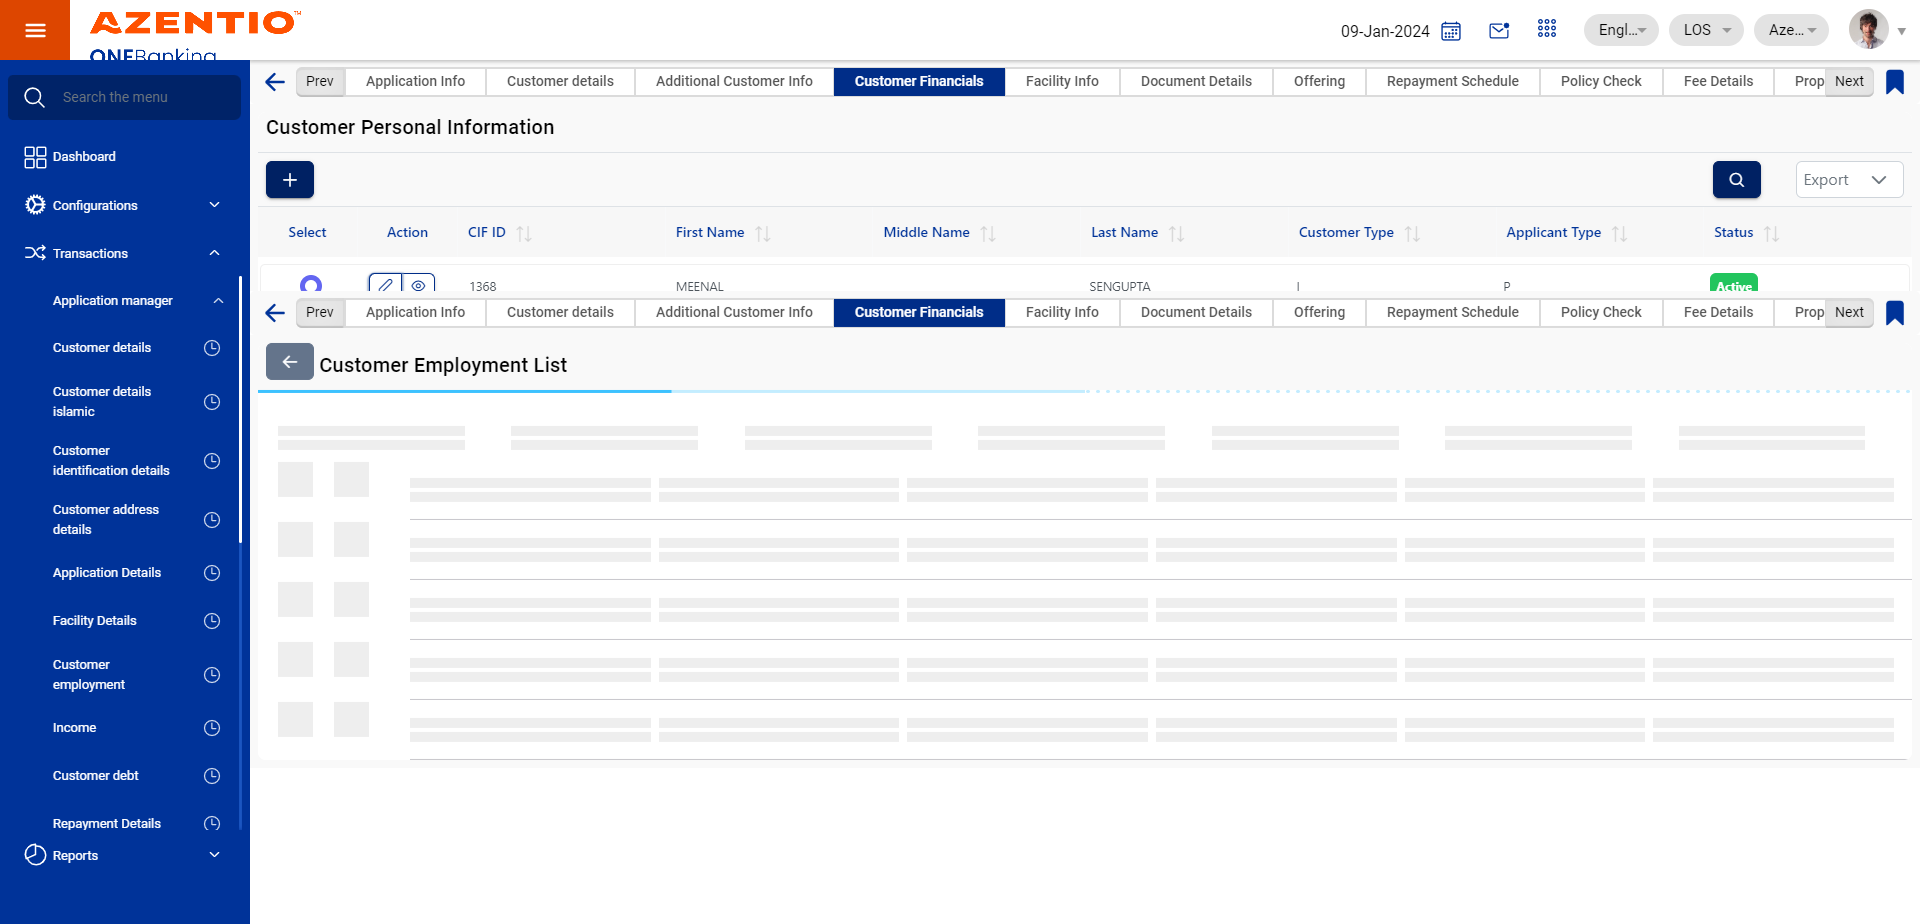 AZENTIO™
ONEBanking
09-Jan-2024
Engl...
LOS
Aze...
Search the menu
Dashboard
Configurations
Transactions
Application manager
Customer details
Customer details
islamic
Customer
identification details
Customer address
details
Application Details
Facility Details
Customer
employment
Income
Customer debt
Repayment Details
Reports
Prev Application Info Customer details Additional Customer Info Customer Financials Facility Info Document Details Offering Repayment Schedule Policy Check Fee Details Prop Next
Customer Personal Information
Export
Select Action CIF ID First Name Middle Name Last Name Customer Type Applicant Type Status
1368 MEENAL SENGUPTA I P Active
Prev Application Info Customer details Additional Customer Info Customer Financials Facility Info Document Details Offering Repayment Schedule Policy Check Fee Details Prop Next
Customer Employment List